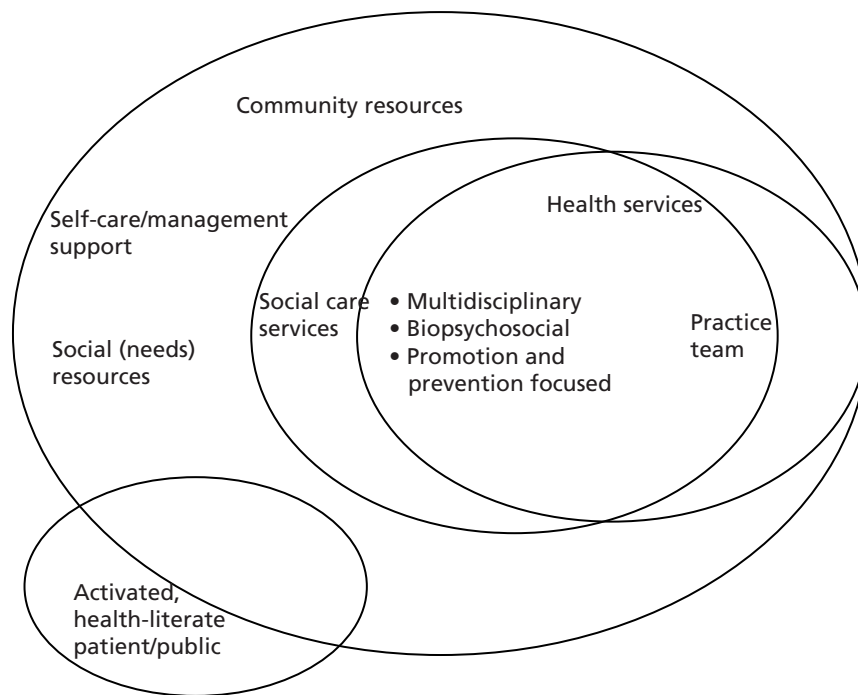 Community resources
Health services
Self-care/management
support
Social care
services
• Multidisciplinary
• Biopsychosocial
• Promotion and
prevention focused
Practice
team
Social (needs)
resources
Activated,
health-literate
patient/public